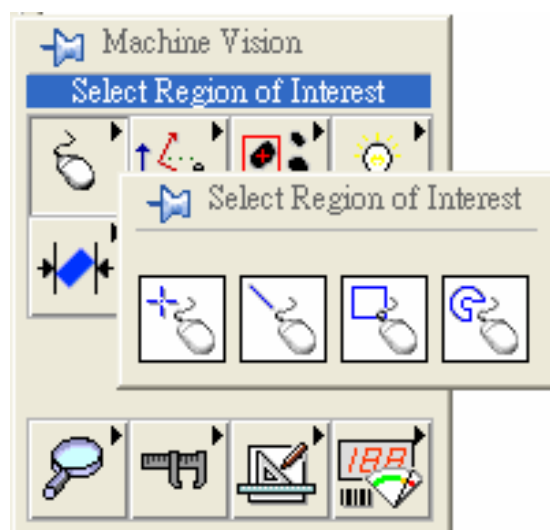 Machine Vision
Select Region of Interest
Select Region of Interest
188